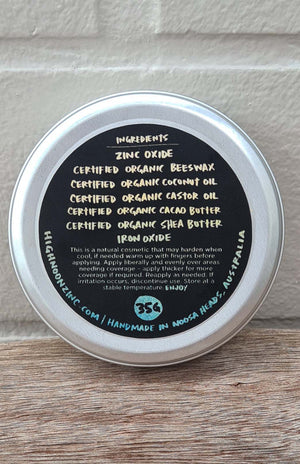 INGREDIENTS
ZINC OXIDE
CERTIFIED ORGANIC BEESWAX
CERTIFIED ORGANIC COCONUT OIL
CERTIFIED ORGANIC CASTOR OIL
CERTIFIED ORGANIC CACAO BUTTER
CERTIFIED ORGANIC SHEA BUTTER
IRON OXIDE
This is a natural cosmetic that may harden when
cool, if needed warm up with fingers before
applying. Apply liberally and evenly over areas
needing coverage - apply thicker for more
coverage if required. Reapply as needed. If
irritation occurs, discontinue use. Store at a
stable temperature. ENJOY
35G
HIGHNOONZINC.COM / HANDMADE IN NOOSA HEADS, AUSTRALIA